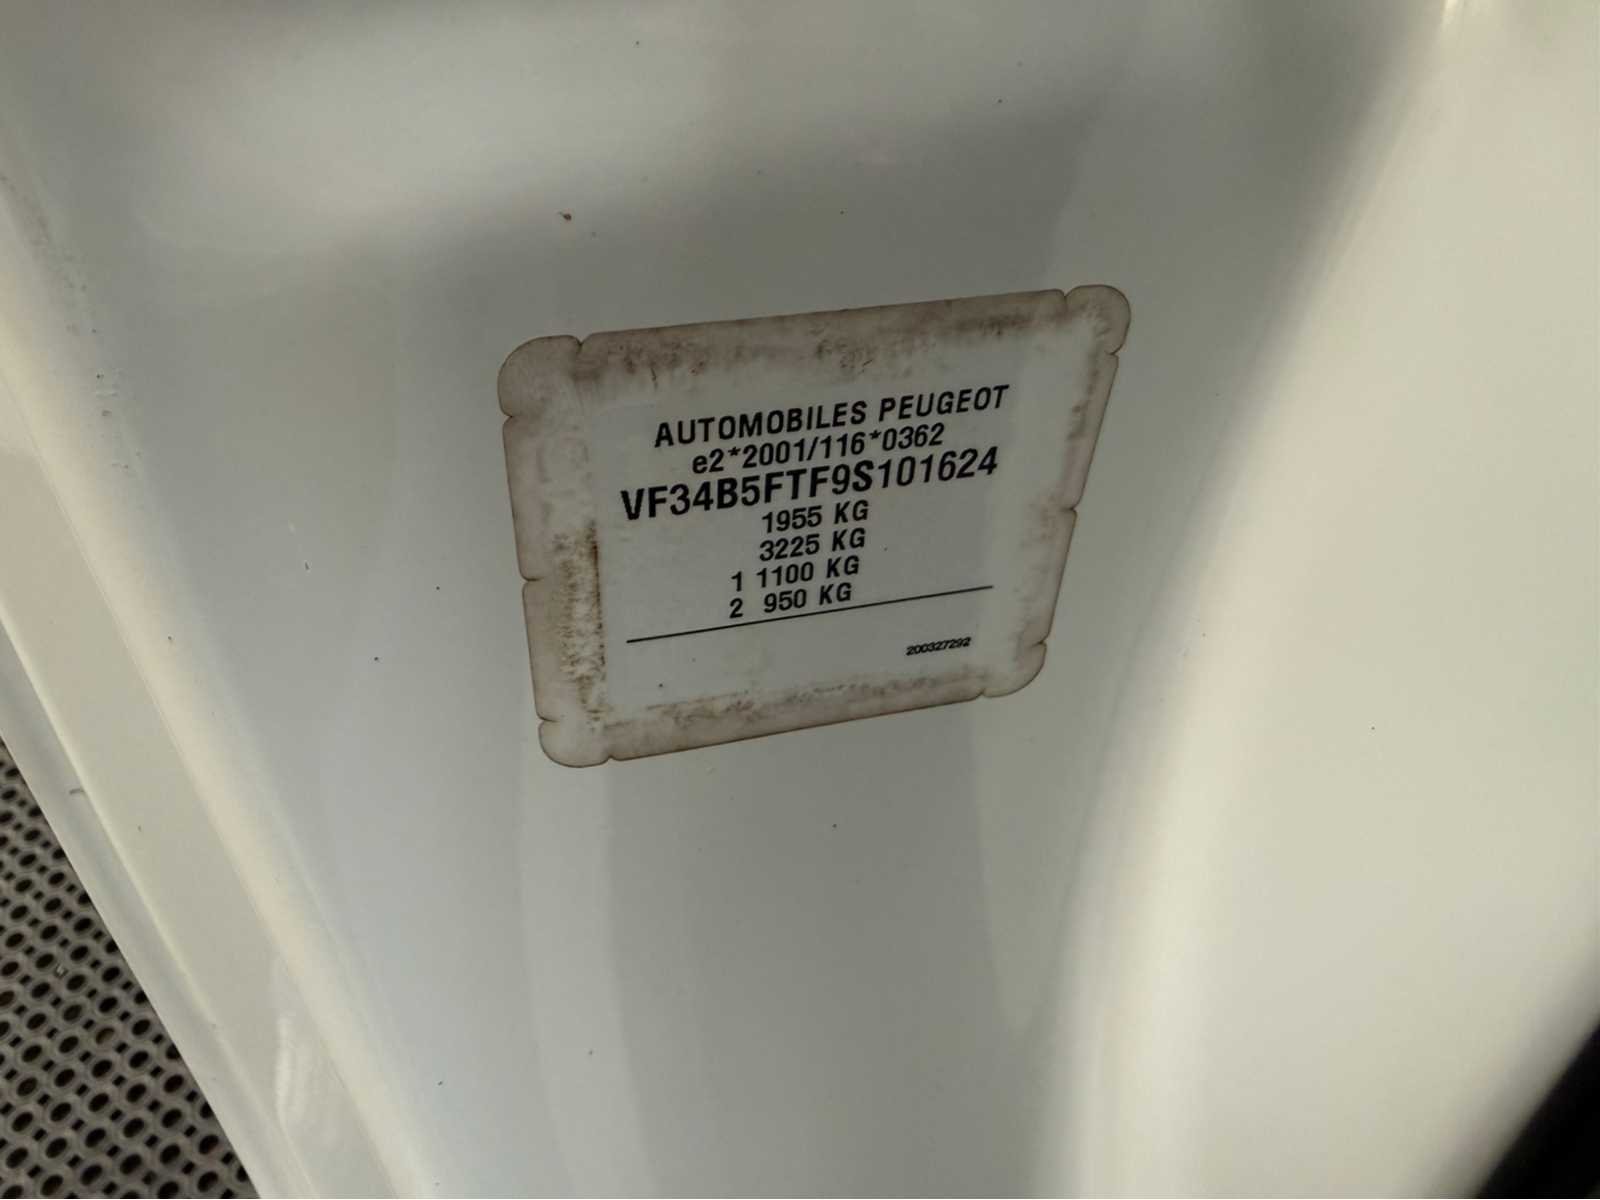 AUTOMOBILES PEUGEOT
e2*2001/116*0362
VF34B5FTF9S101624
1955 KG
3225 KG
1 1100 KG
2 950 KG
200327292